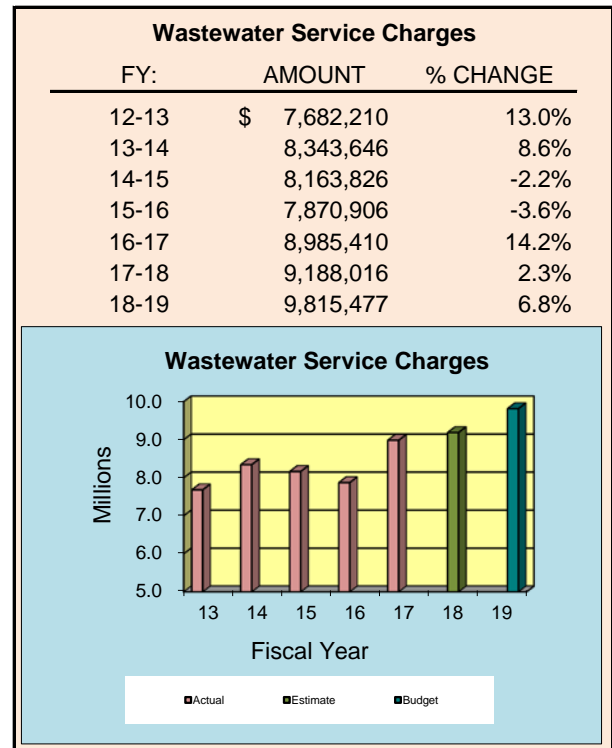 Wastewater Service Charges
FY: AMOUNT % CHANGE
12-13 $ 7,682,210 13.0%
13-14 8,343,646 8.6%
14-15 8,163,826 -2.2%
15-16 7,870,906 -3.6%
16-17 8,985,410 14.2%
17-18 9,188,016 2.3%
18-19 9,815,477 6.8%
Wastewater Service Charges
Millions
10.0
9.0
8.0
7.0
6.0
5.0
13 14 15 16 17 18 19
Fiscal Year
Actual Estimate Budget